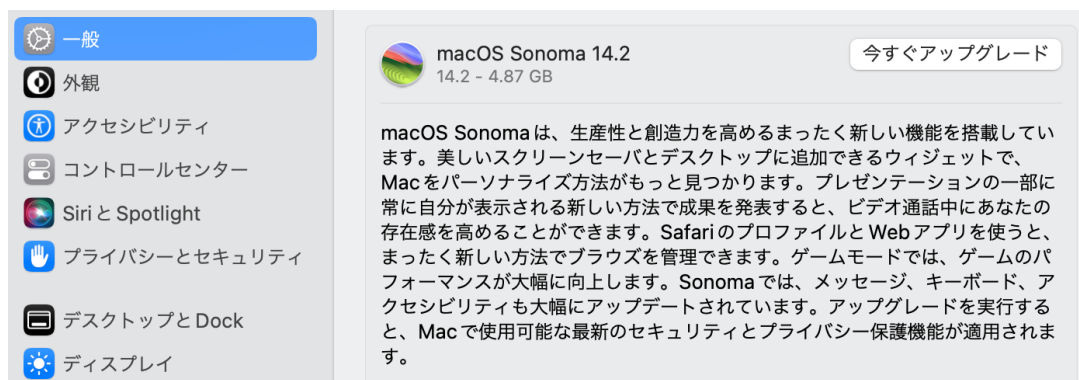 一般
外観
アクセシビリティ
コントロールセンター
Siri と Spotlight
プライバシーとセキュリティ
デスクトップと Dock
ディスプレイ
macOS Sonoma 14.2
14.2 - 4.87 GB
今すぐアップグレード
macOS Sonomaは、生産性と創造力を高めるまったく新しい機能を搭載してい
ます。美しいスクリーンセーバとデスクトップに追加できるウィジェットで、
Macをパーソナライズ方法がもっと見つかります。プレゼンテーションの一部に
常に自分が表示される新しい方法で成果を発表すると、ビデオ通話中にあなたの
存在感を高めることができます。SafariのプロファイルとWebアプリを使うと、
まったく新しい方法でブラウズを管理できます。ゲームモードでは、ゲームのパ
フォーマンスが大幅に向上します。Sonomaでは、メッセージ、キーボード、ア
クセシビリティも大幅にアップデートされています。アップグレードを実行する
と、Macで使用可能な最新のセキュリティとプライバシー保護機能が適用されま
す。